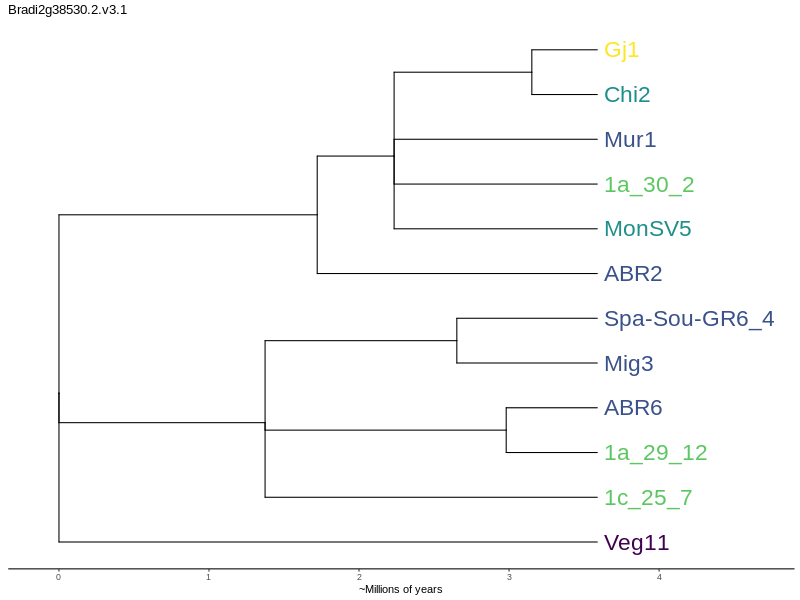 Bradi2g38530.2.v3.1
Gj1
Chi2
Mur1
1a_30_2
MonSV5
ABR2
Spa-Sou-GR6_4
Mig3
ABR6
1a_29_12
1c_25_7
Veg11
0 1 2 3 4
~Millions of years